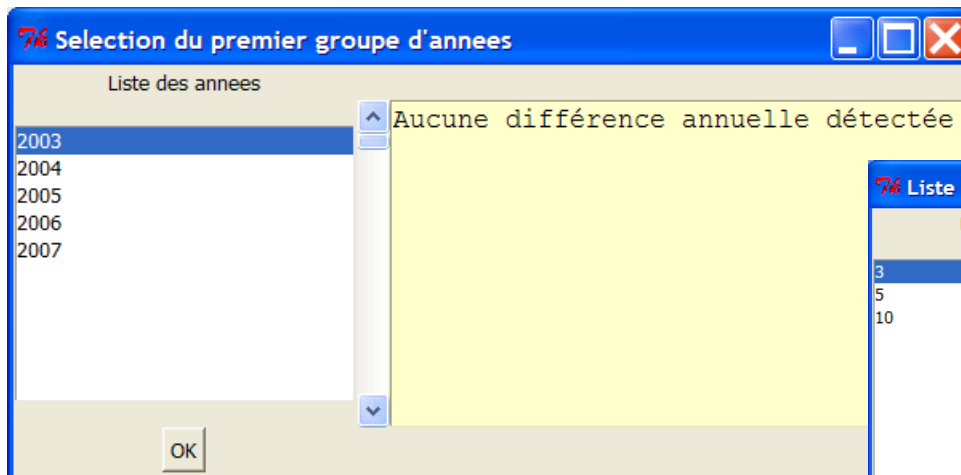 Selection du premier groupe d'annees
Liste des annees
2003
2004
2005
2006
2007
OK
Aucune différence annuelle détectée
Liste
3
5
10